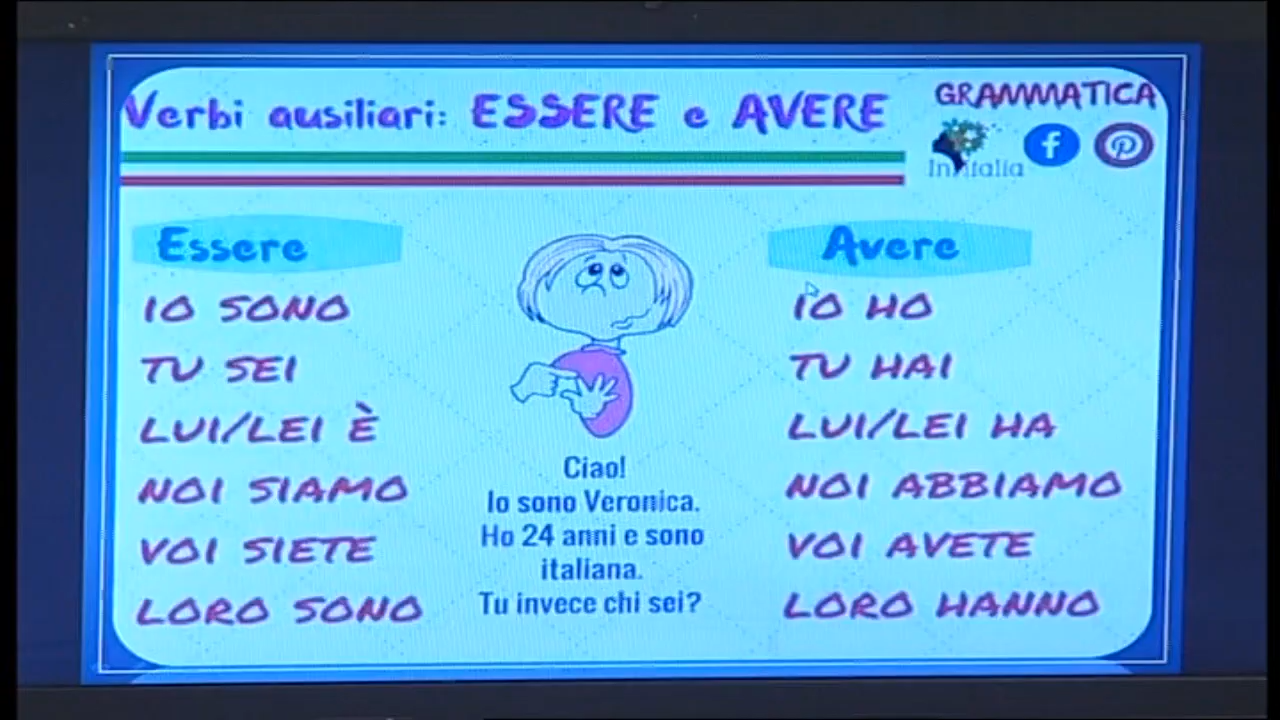 Verbi ausiliari: ESSERE e AVERE
GRAMMATICA
InItalia
Essere
IO SONO
TU SEI
LUI/LEI È
NOI SIAMO
VOI SIETE
LORO SONO
Ciao!
Io sono Veronica.
Ho 24 anni e sono
italiana.
Tu invece chi sei?
Avere
IO HO
TU HAI
LUI/LEI HA
NOI ABBIAMO
VOI AVETE
LORO HANNO